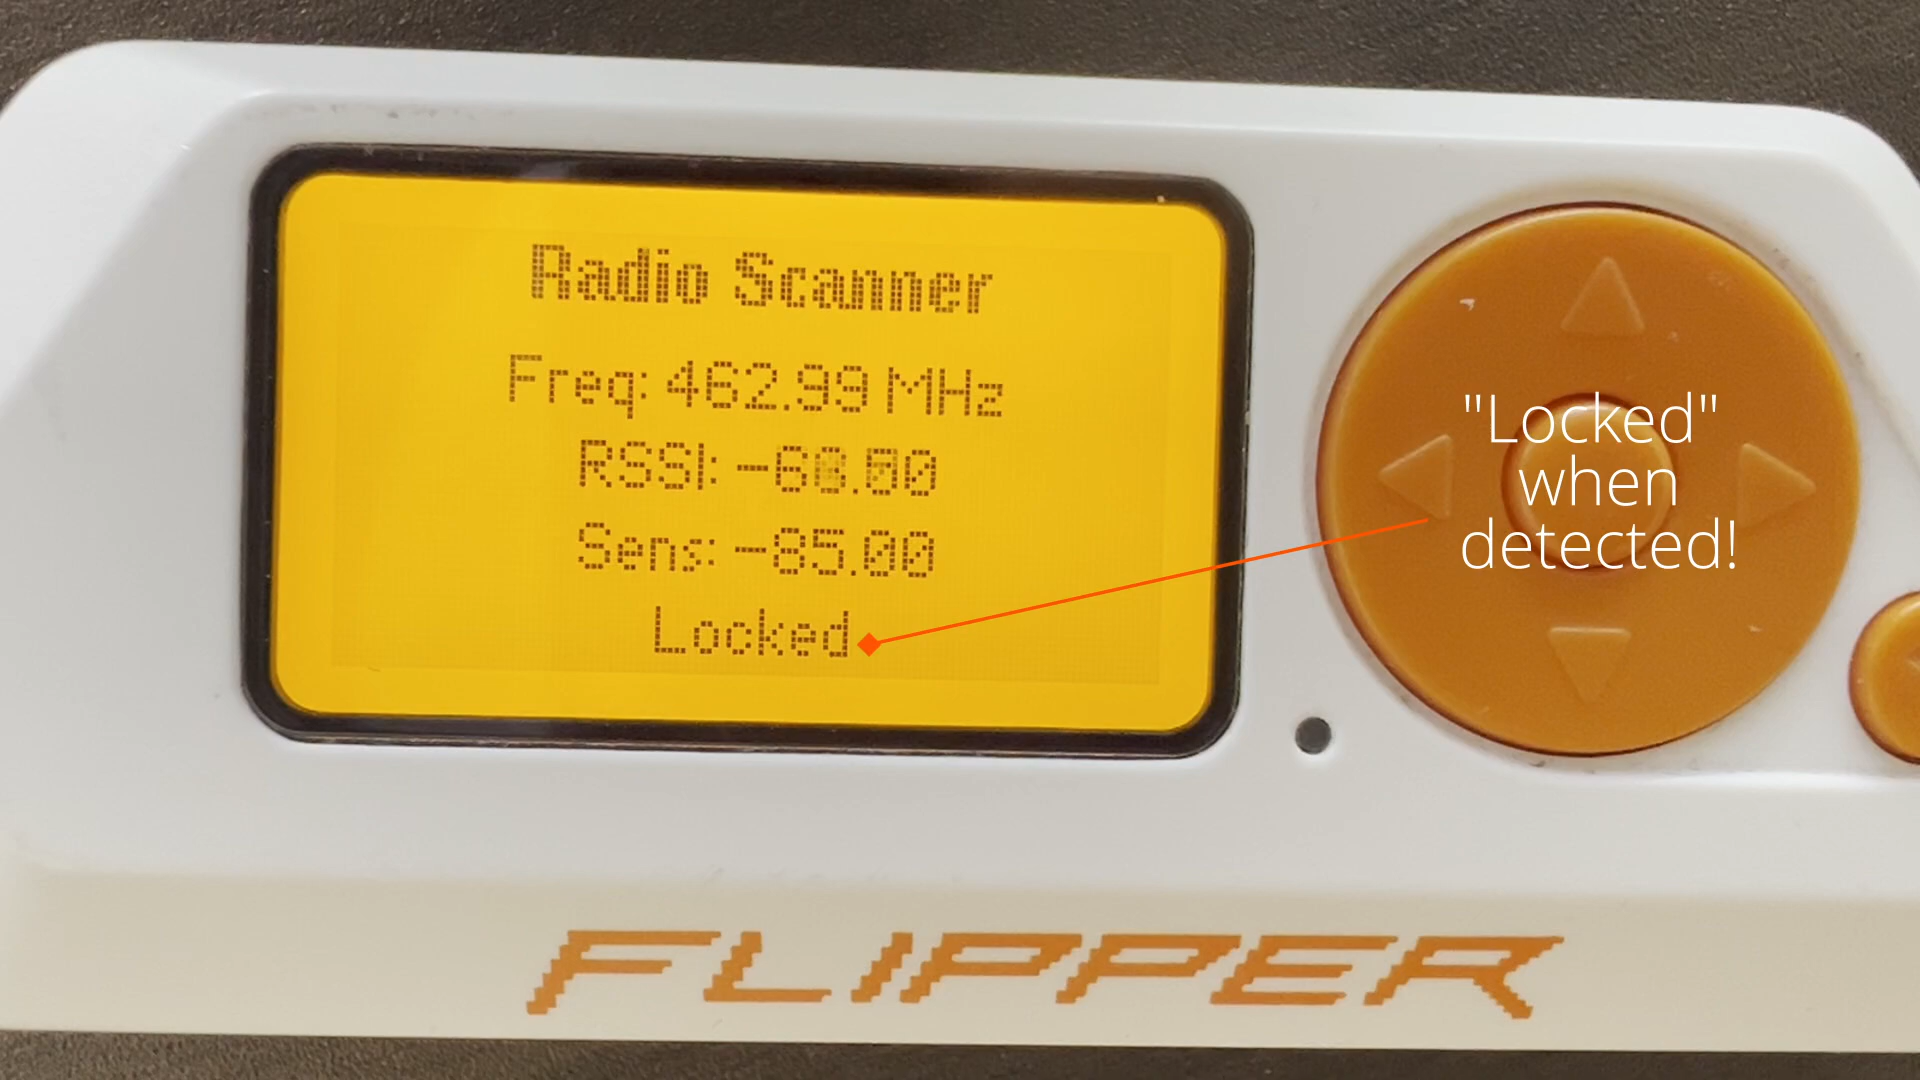 Radio Scanner
Freq: 462.99 MHz
RSSI:
Sens: -85.00
Locked
"Locked"
when
detected!
FLIPPER